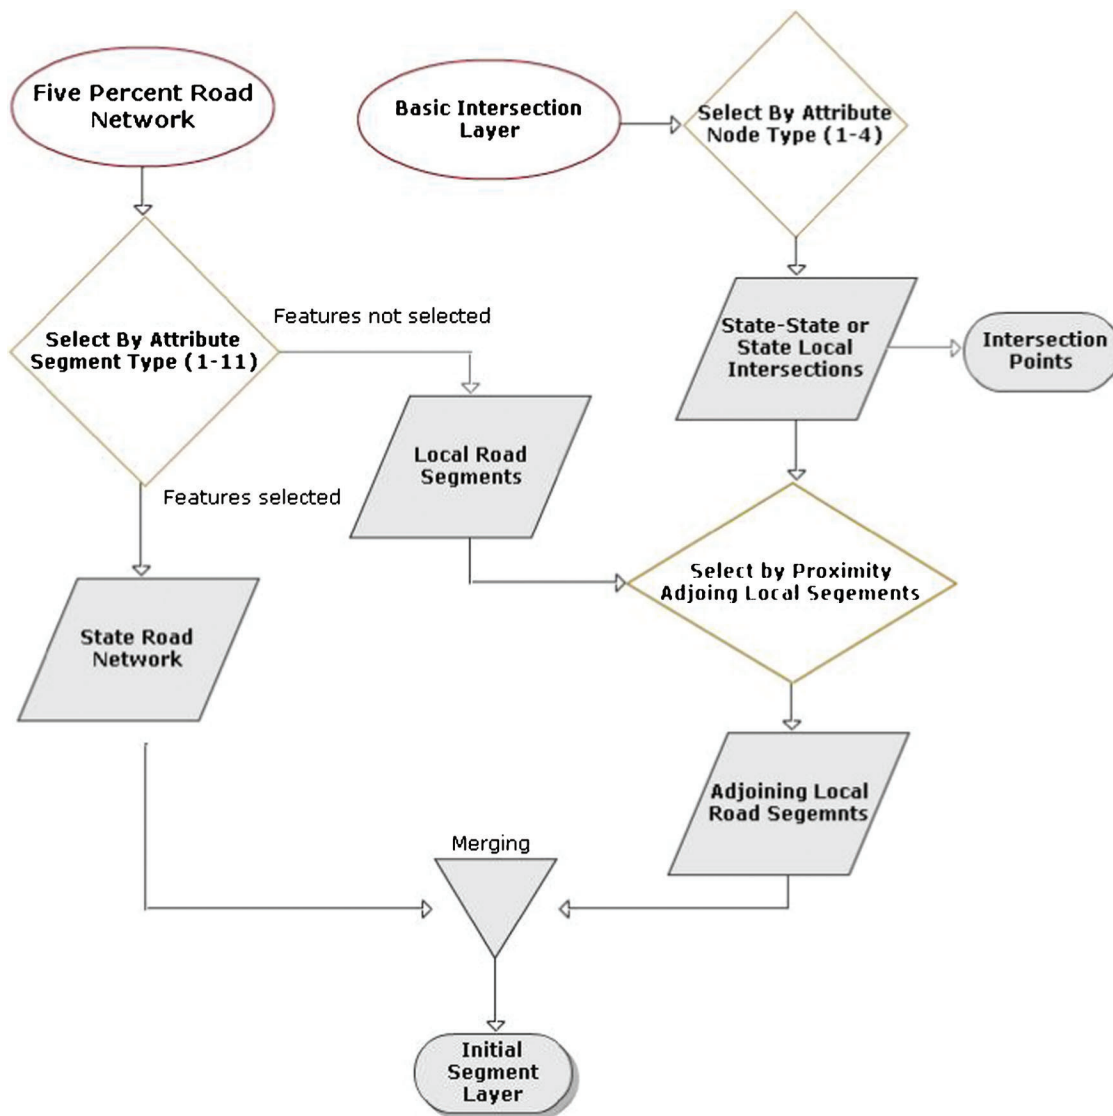 Five Percent Road
Network
Basic Intersection
Layer
Select By Attribute
Node Type (1-4)
Select By Attribute
Segment Type (1-11)
Features not selected
Features selected
State-State or
State Local
Intersections
Intersection
Points
Local Road
Segments
Select by Proximity
Adjoing Local Segements
State Road
Network
Adjoining Local
Road Segemnts
Merging
Initial
Segment
Layer